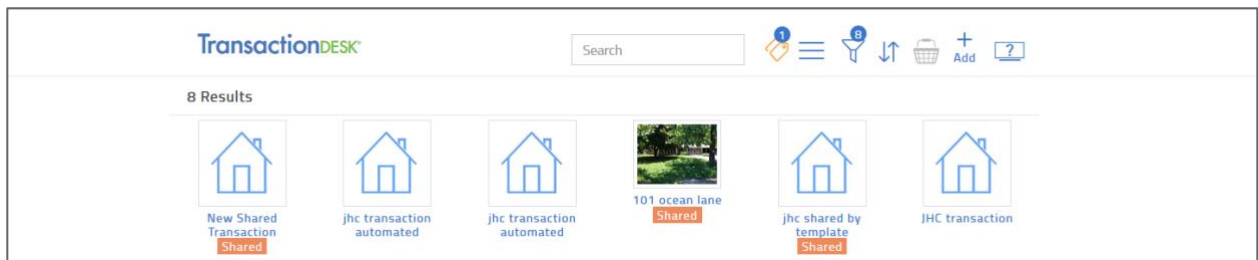 TransactionDESK®
Search
1
8
Add
?
8 Results
New Shared
Transaction
Shared
jhc transaction
automated
jhc transaction
automated
101 ocean lane
Shared
jhc shared by
template
Shared
JHC transaction